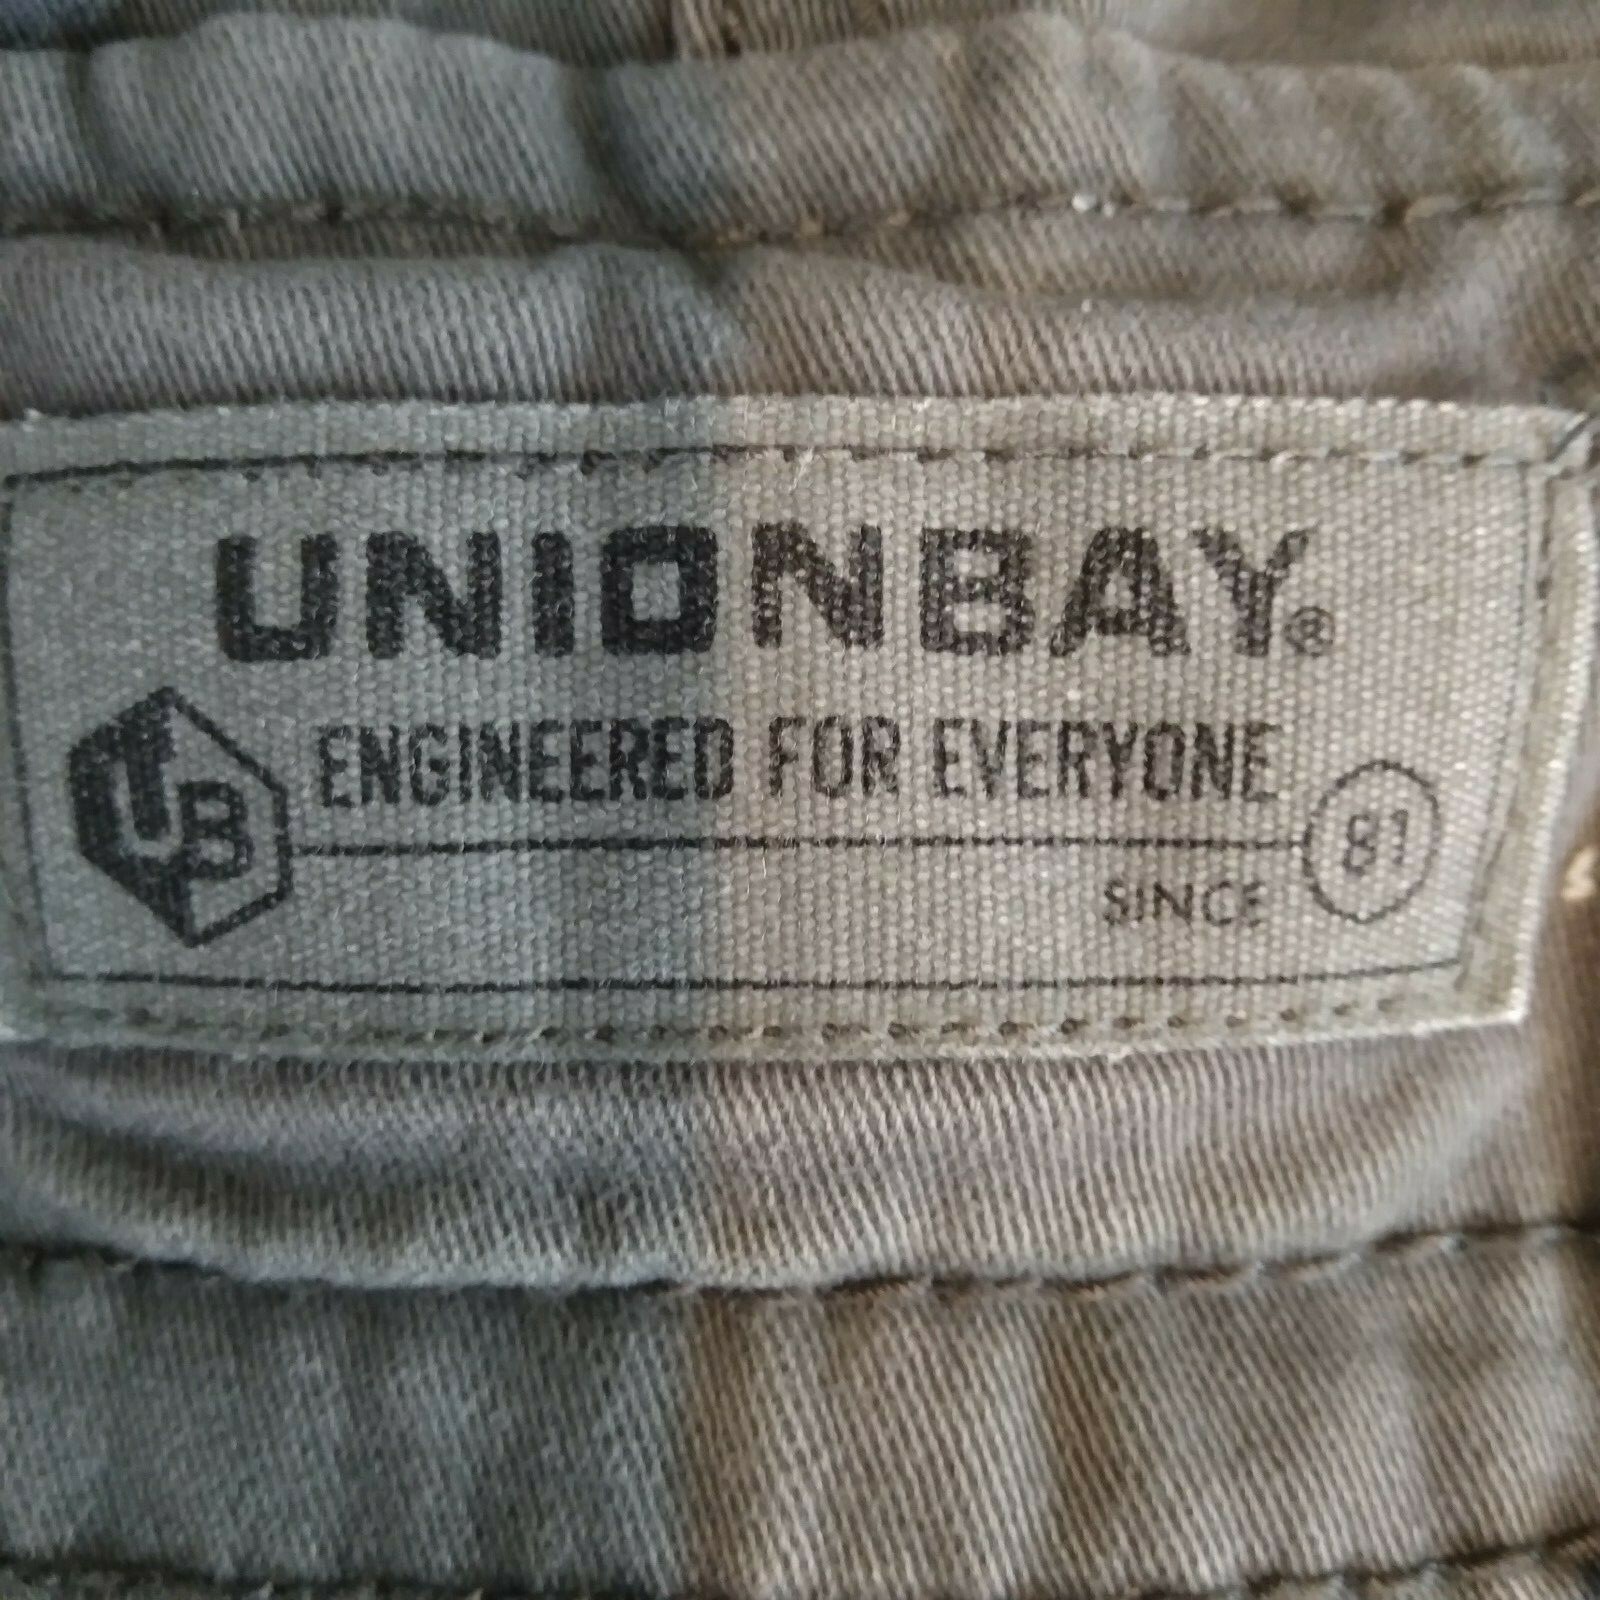 UNIONBAY®
UB
ENGINEERED FOR EVERYONE
SINCE 81